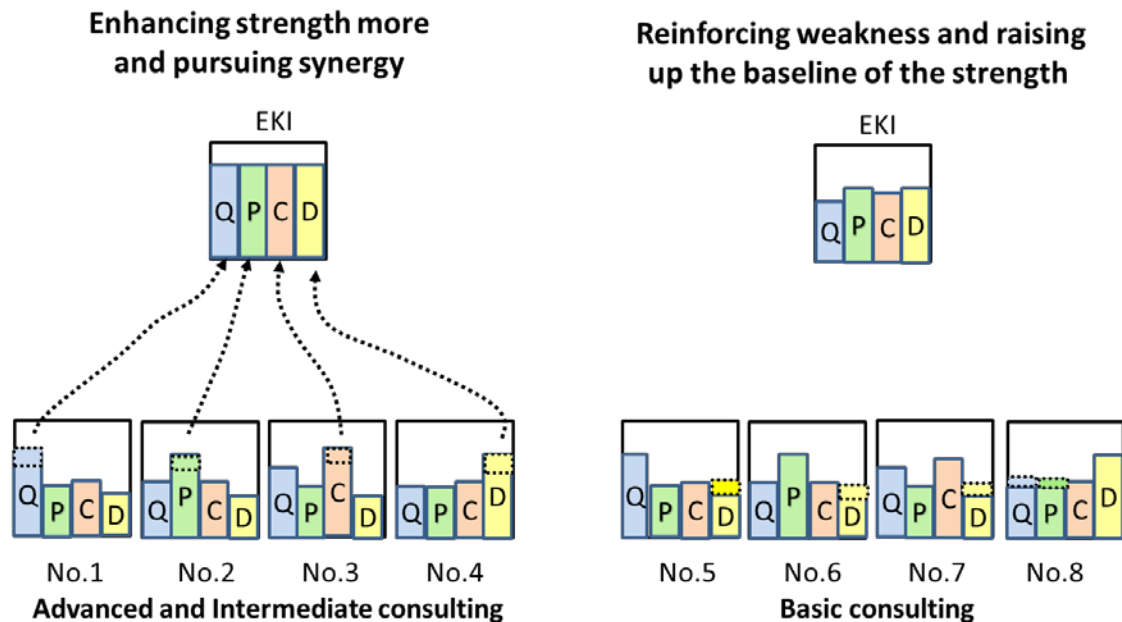 Enhancing strength more
and pursuing synergy
EKI
Q P C D
Q P C D
Q P C D
Q P C D
Q P C D
No.1 No.2 No.3 No.4
Advanced and Intermediate consulting
Reinforcing weakness and raising
up the baseline of the strength
EKI
Q P C D
Q P C D
Q P C D
Q P C D
Q P C D
No.5 No.6 No.7 No.8
Basic consulting